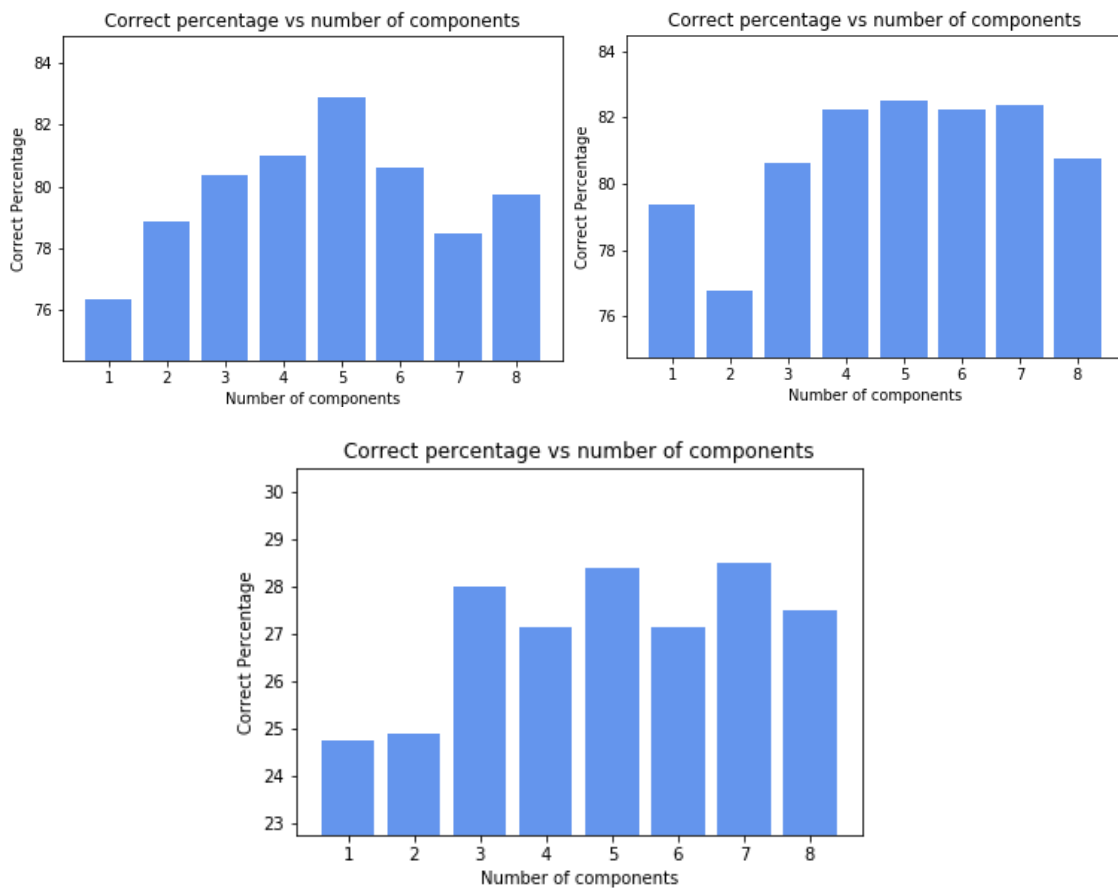 Correct percentage vs number of components
84
82
80
78
76
Correct Percentage
1 2 3 4 5 6 7 8
Number of components
Correct percentage vs number of components
84
82
80
78
76
Correct Percentage
1 2 3 4 5 6 7 8
Number of components
Correct percentage vs number of components
30
29
28
27
26
25
24
23
Correct Percentage
1 2 3 4 5 6 7 8
Number of components